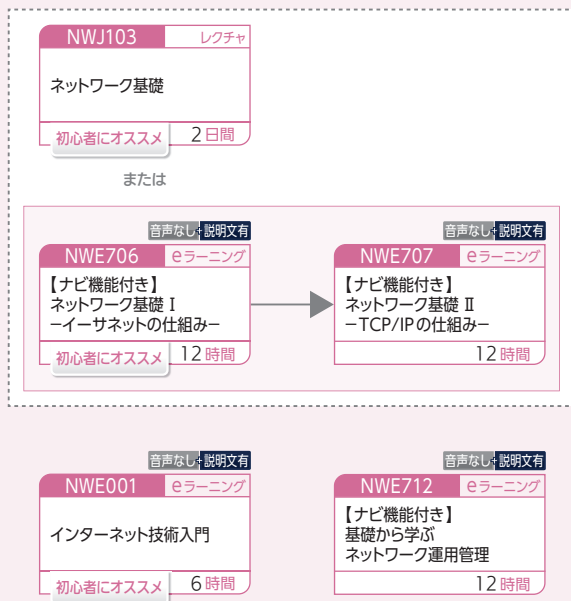 NWJ103 レクチャ
ネットワーク基礎
初心者にオススメ 2日間
または
音声なし+説明文有
NWE706 eラーニング
【ナビ機能付き】
ネットワーク基礎 Ⅰ
−イーサネットの仕組み−
初心者にオススメ 12時間
音声なし+説明文有
NWE707 eラーニング
【ナビ機能付き】
ネットワーク基礎 Ⅱ
−TCP/IPの仕組み−
12時間
音声なし+説明文有
NWE001 eラーニング
インターネット技術入門
初心者にオススメ 6時間
音声なし+説明文有
NWE712 eラーニング
【ナビ機能付き】
基礎から学ぶ
ネットワーク運用管理
12時間